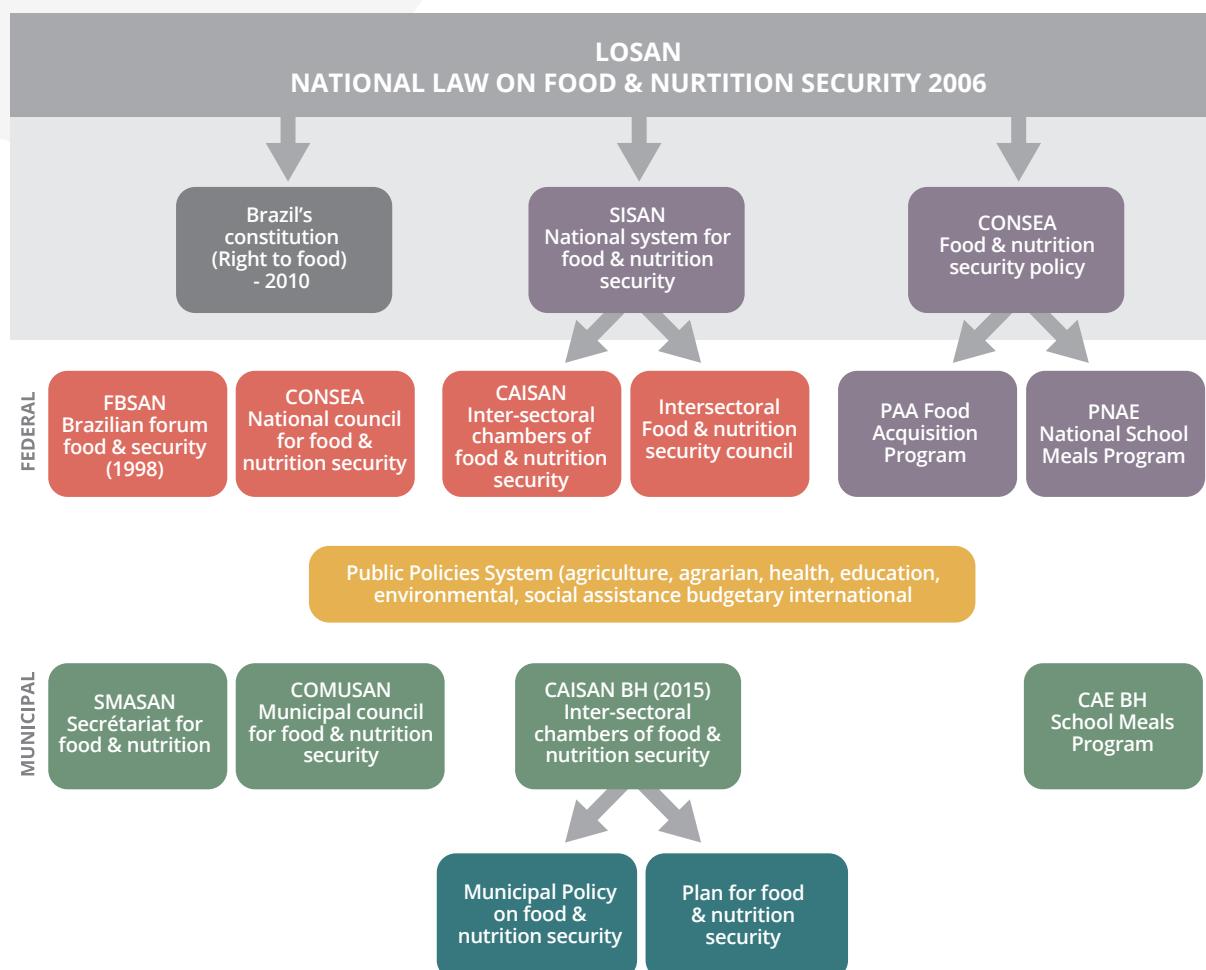 LOSAN
NATIONAL LAW ON FOOD & NURTITION SECURITY 2006
Brazil's
constitution
(Right to food)
- 2010
SISAN
National system for
food & nutrition
security
CONSEA
Food & nutrition
security policy
FEDERAL
FBSAN
Brazilian forum
food & security
(1998)
CONSEA
National council
for food &
nutrition security
CAISAN
Inter-sectoral
chambers of
food & nutrition
security
Intersectoral
Food & nutrition
security council
PAA Food
Acquisition
Program
PNAE
National School
Meals Program
Public Policies System (agriculture, agrarian, health, education,
environmental, social assistance budgetary international
MUNICIPAL
SMASAN
Secrétariat for
food & nutrition
COMUSAN
Municipal council
for food & nutrition
security
CAISAN BH (2015)
Inter-sectoral
chambers of food &
nutrition security
CAE BH
School Meals
Program
Municipal Policy
on food &
nutrition security
Plan for food
& nutrition
security